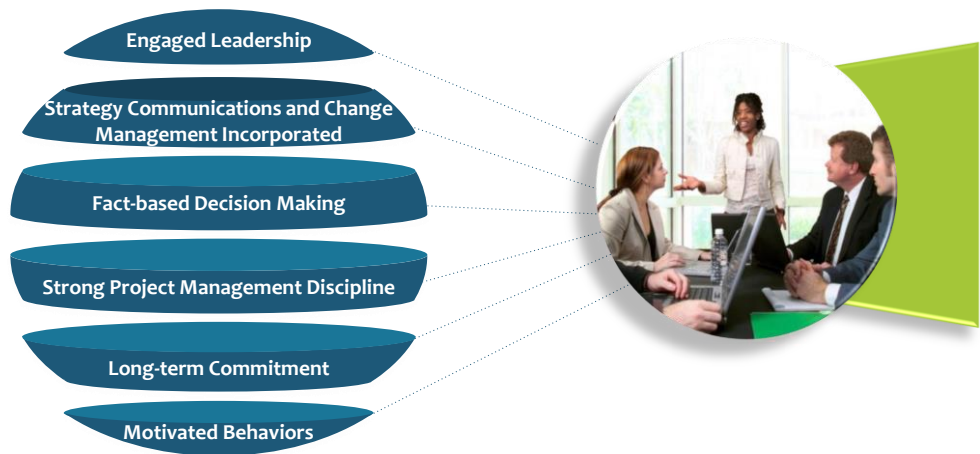 Engaged Leadership
Strategy Communications and Change
Management Incorporated
Fact-based Decision Making
Strong Project Management Discipline
Long-term Commitment
Motivated Behaviors